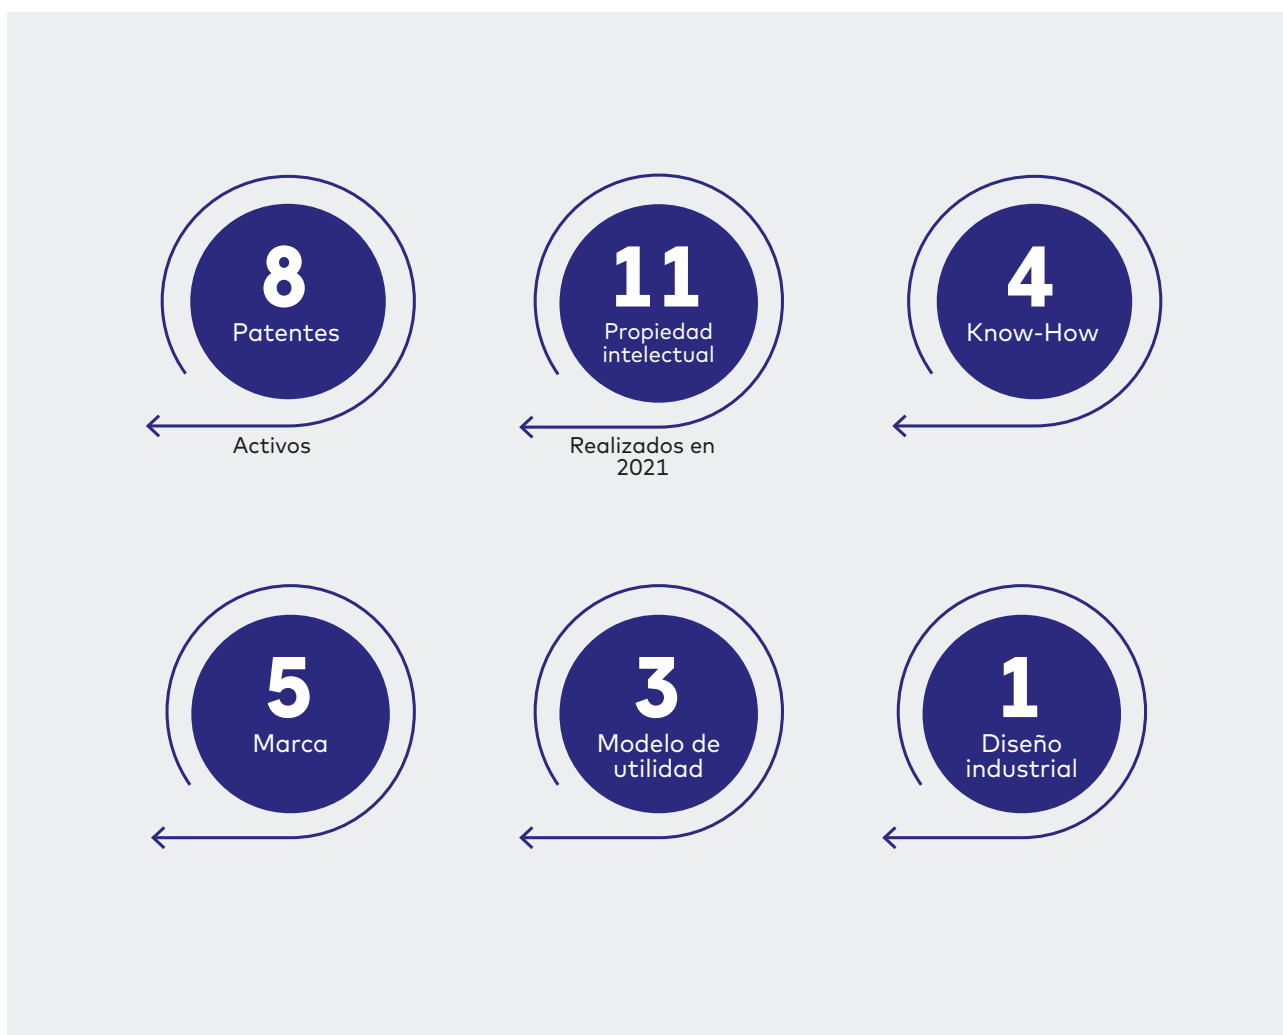 8
Patentes
Activos
11
Propiedad
intelectual
Realizados en
2021
4
Know-How
5
Marca
3
Modelo de
utilidad
1
Diseño
industrial